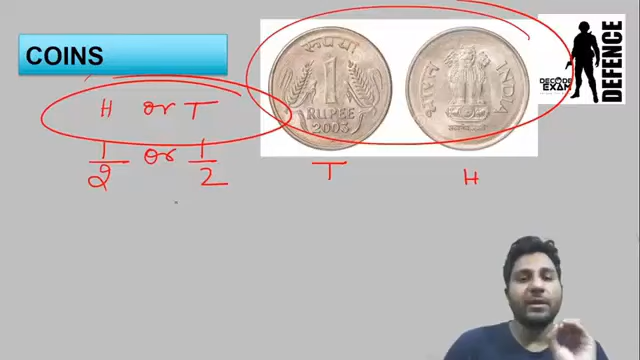 COINS
H or T
1/2 or 1/2
रूपया
1
RUPEE
2003
भारत
INDIA
T
H
DECODE
EXAM
DEFENCE